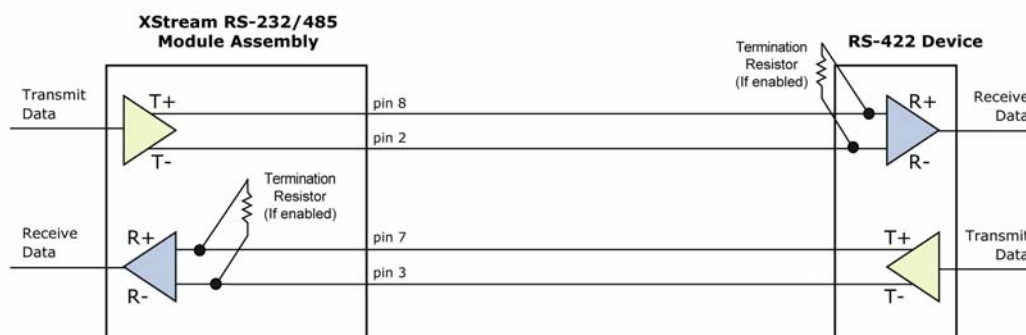 XStream RS-232/485
Module Assembly
RS-422 Device
Termination
Resistor
(If enabled)
Transmit
Data
T+
T-
pin 8
pin 2
R+
R-
Receive
Data
Termination
Resistor
(If enabled)
Receive
Data
R+
R-
pin 7
pin 3
T+
T-
Transmit
Data